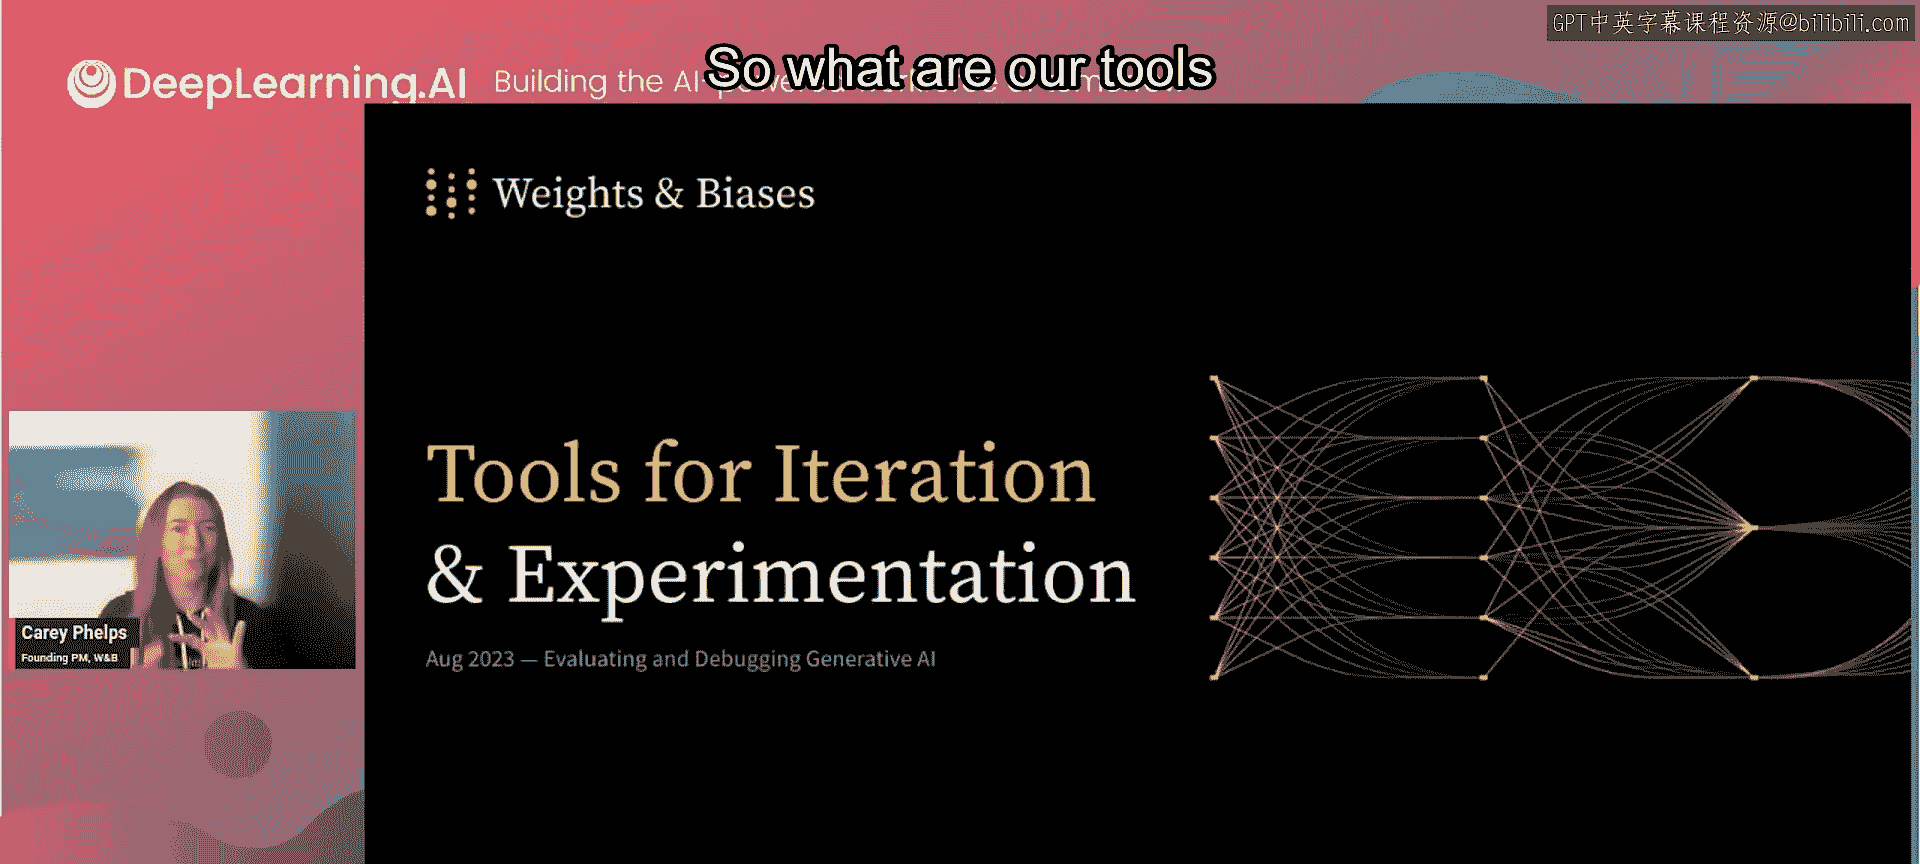 GPT中英字幕课程资源@bilibili.com
So what are our tools
DeepLearning.AI
Building the AI
Weights & Biases
Tools for Iteration
& Experimentation
Aug 2023 — Evaluating and Debugging Generative AI
Carey Phelps
Founding PM, W&B